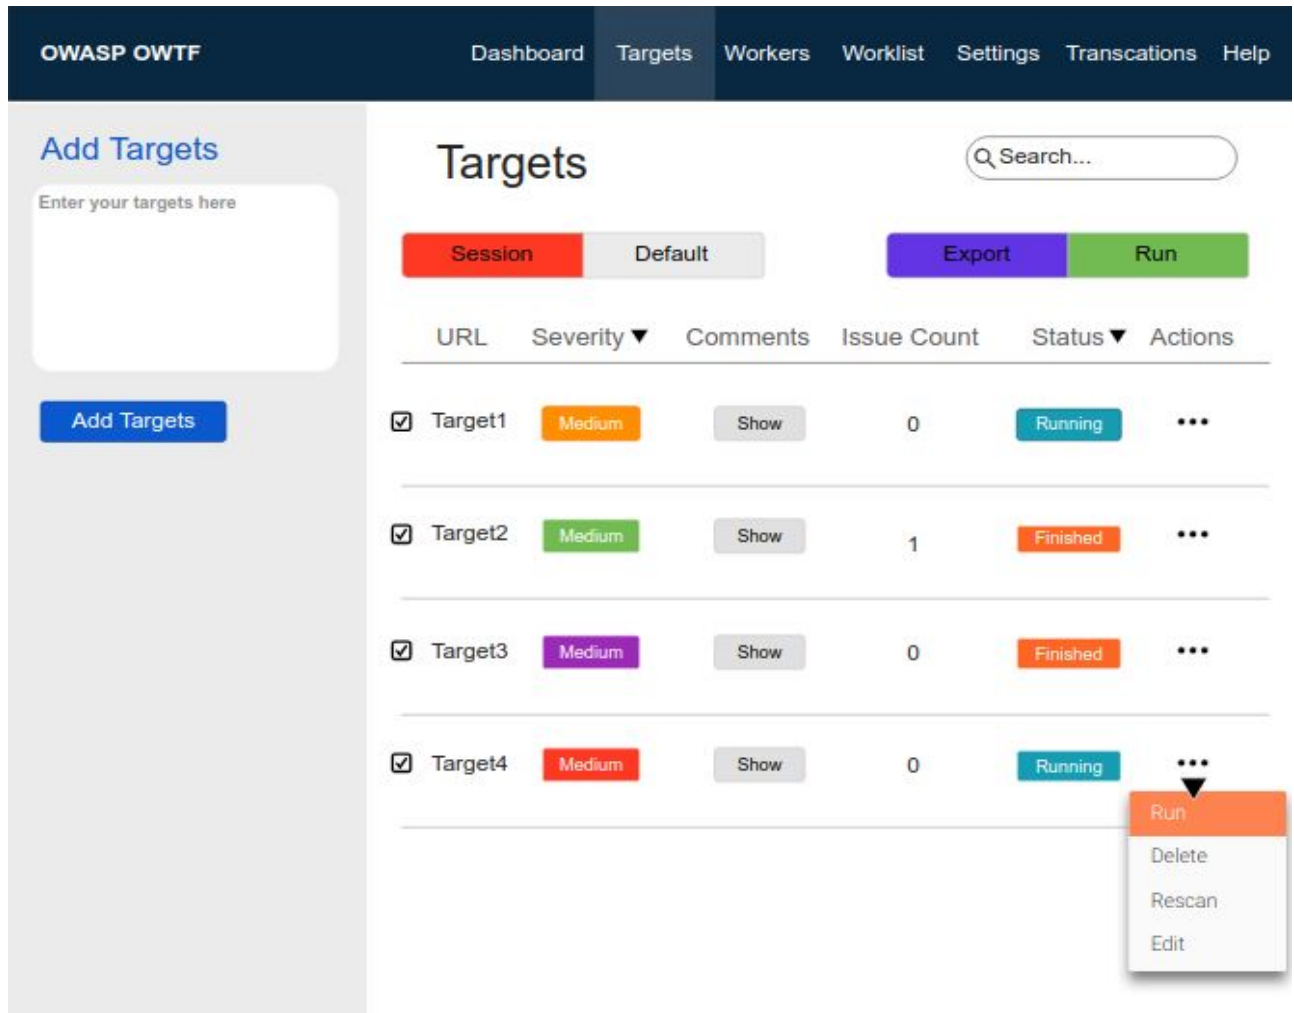 OWASP OWTF Dashboard Targets Workers Worklist Settings Transcations Help
Add Targets
Enter your targets here
Add Targets
Targets
Search...
Session Default Export Run
URL Severity Comments Issue Count Status Actions
Target1 Medium Show 0 Running
Target2 Medium Show 1 Finished
Target3 Medium Show 0 Finished
Target4 Medium Show 0 Running
Run
Delete
Rescan
Edit